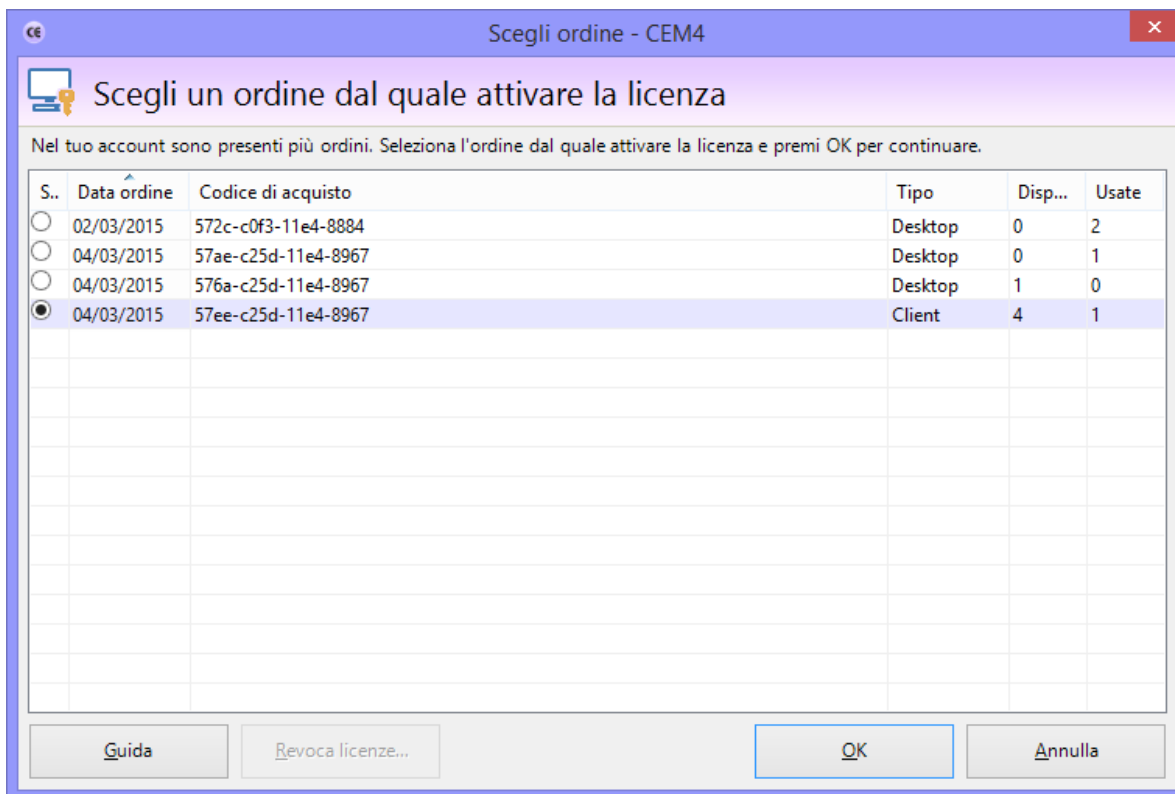 CE
Scegli ordine - CEM4
Scegli un ordine dal quale attivare la licenza
Nel tuo account sono presenti più ordini. Seleziona l'ordine dal quale attivare la licenza e premi OK per continuare.
S.. Data ordine Codice di acquisto Tipo Disp... Usate
02/03/2015 572c-c0f3-11e4-8884 Desktop 0 2
04/03/2015 57ae-c25d-11e4-8967 Desktop 0 1
04/03/2015 576a-c25d-11e4-8967 Desktop 1 0
04/03/2015 57ee-c25d-11e4-8967 Client 4 1
Guida Revoca licenze... OK Annulla